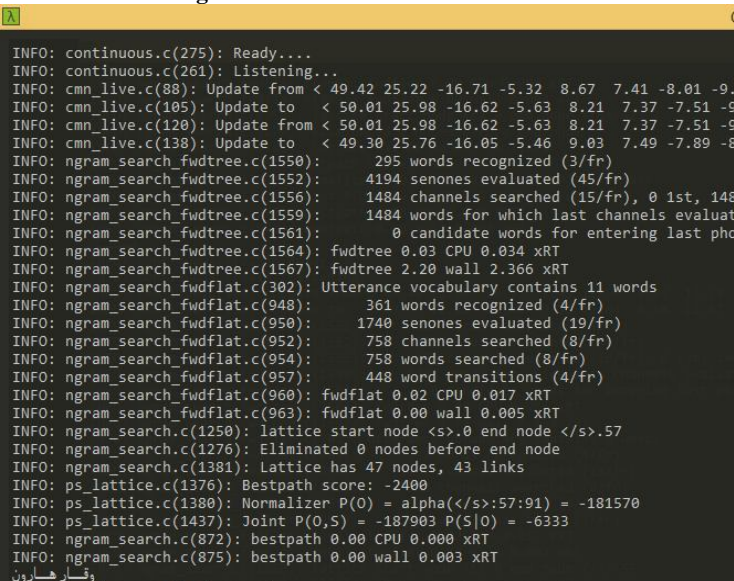 λ
INFO: continuous.c(275): Ready....
INFO: continuous.c(261): Listening...
INFO: cmn_live.c(88): Update from < 49.42 25.22 -16.71 -5.32 8.67 7.41 -8.01 -9.
INFO: cmn_live.c(105): Update to < 50.01 25.98 -16.62 -5.63 8.21 7.37 -7.51 -9
INFO: cmn_live.c(120): Update from < 50.01 25.98 -16.62 -5.63 8.21 7.37 -7.51 -9
INFO: cmn_live.c(138): Update to < 49.30 25.76 -16.05 -5.46 9.03 7.49 -7.89 -8
INFO: ngram_search_fwdtree.c(1550): 295 words recognized (3/fr)
INFO: ngram_search_fwdtree.c(1552): 4194 senones evaluated (45/fr)
INFO: ngram_search_fwdtree.c(1556): 1484 channels searched (15/fr), 0 1st, 148
INFO: ngram_search_fwdtree.c(1559): 1484 words for which last channels evaluat
INFO: ngram_search_fwdtree.c(1561): 0 candidate words for entering last pho
INFO: ngram_search_fwdtree.c(1564): fwdtree 0.03 CPU 0.034 xRT
INFO: ngram_search_fwdtree.c(1567): fwdtree 2.20 wall 2.366 xRT
INFO: ngram_search_fwdflat.c(302): Utterance vocabulary contains 11 words
INFO: ngram_search_fwdflat.c(948): 361 words recognized (4/fr)
INFO: ngram_search_fwdflat.c(950): 1740 senones evaluated (19/fr)
INFO: ngram_search_fwdflat.c(952): 758 channels searched (8/fr)
INFO: ngram_search_fwdflat.c(954): 758 words searched (8/fr)
INFO: ngram_search_fwdflat.c(957): 448 word transitions (4/fr)
INFO: ngram_search_fwdflat.c(960): fwdflat 0.02 CPU 0.017 xRT
INFO: ngram_search_fwdflat.c(963): fwdflat 0.00 wall 0.005 xRT
INFO: ngram_search.c(1250): lattice start node <s>.0 end node </s>.57
INFO: ngram_search.c(1276): Eliminated 0 nodes before end node
INFO: ngram_search.c(1381): Lattice has 47 nodes, 43 links
INFO: ps_lattice.c(1376): Bestpath score: -2400
INFO: ps_lattice.c(1380): Normalizer P(O) = alpha(</s>:57:91) = -181570
INFO: ps_lattice.c(1437): Joint P(O,S) = -187903 P(S|O) = -6333
INFO: ngram_search.c(872): bestpath 0.00 CPU 0.000 xRT
INFO: ngram_search.c(875): bestpath 0.00 wall 0.003 xRT
وقار هارون